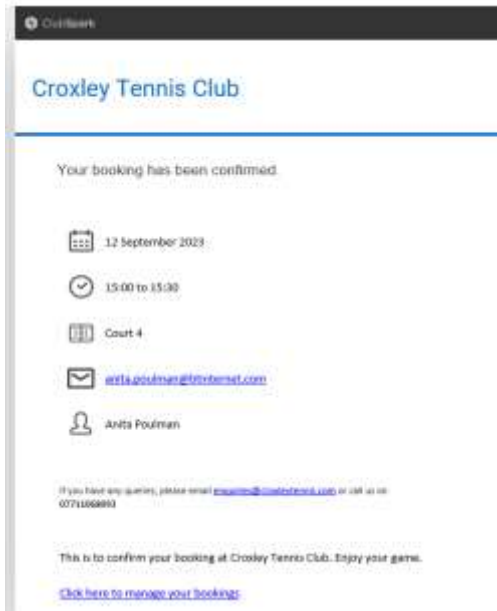 ClubSpark
Croxley Tennis Club
Your booking has been confirmed
12 September 2023
15:00 to 15:30
Court 4
anita.poulman@btinternet.com
Anita Poulman
If you have any queries, please email or call us on
This is to confirm your booking at Croxley Tennis Club. Enjoy your game.
Click here to manage your bookings